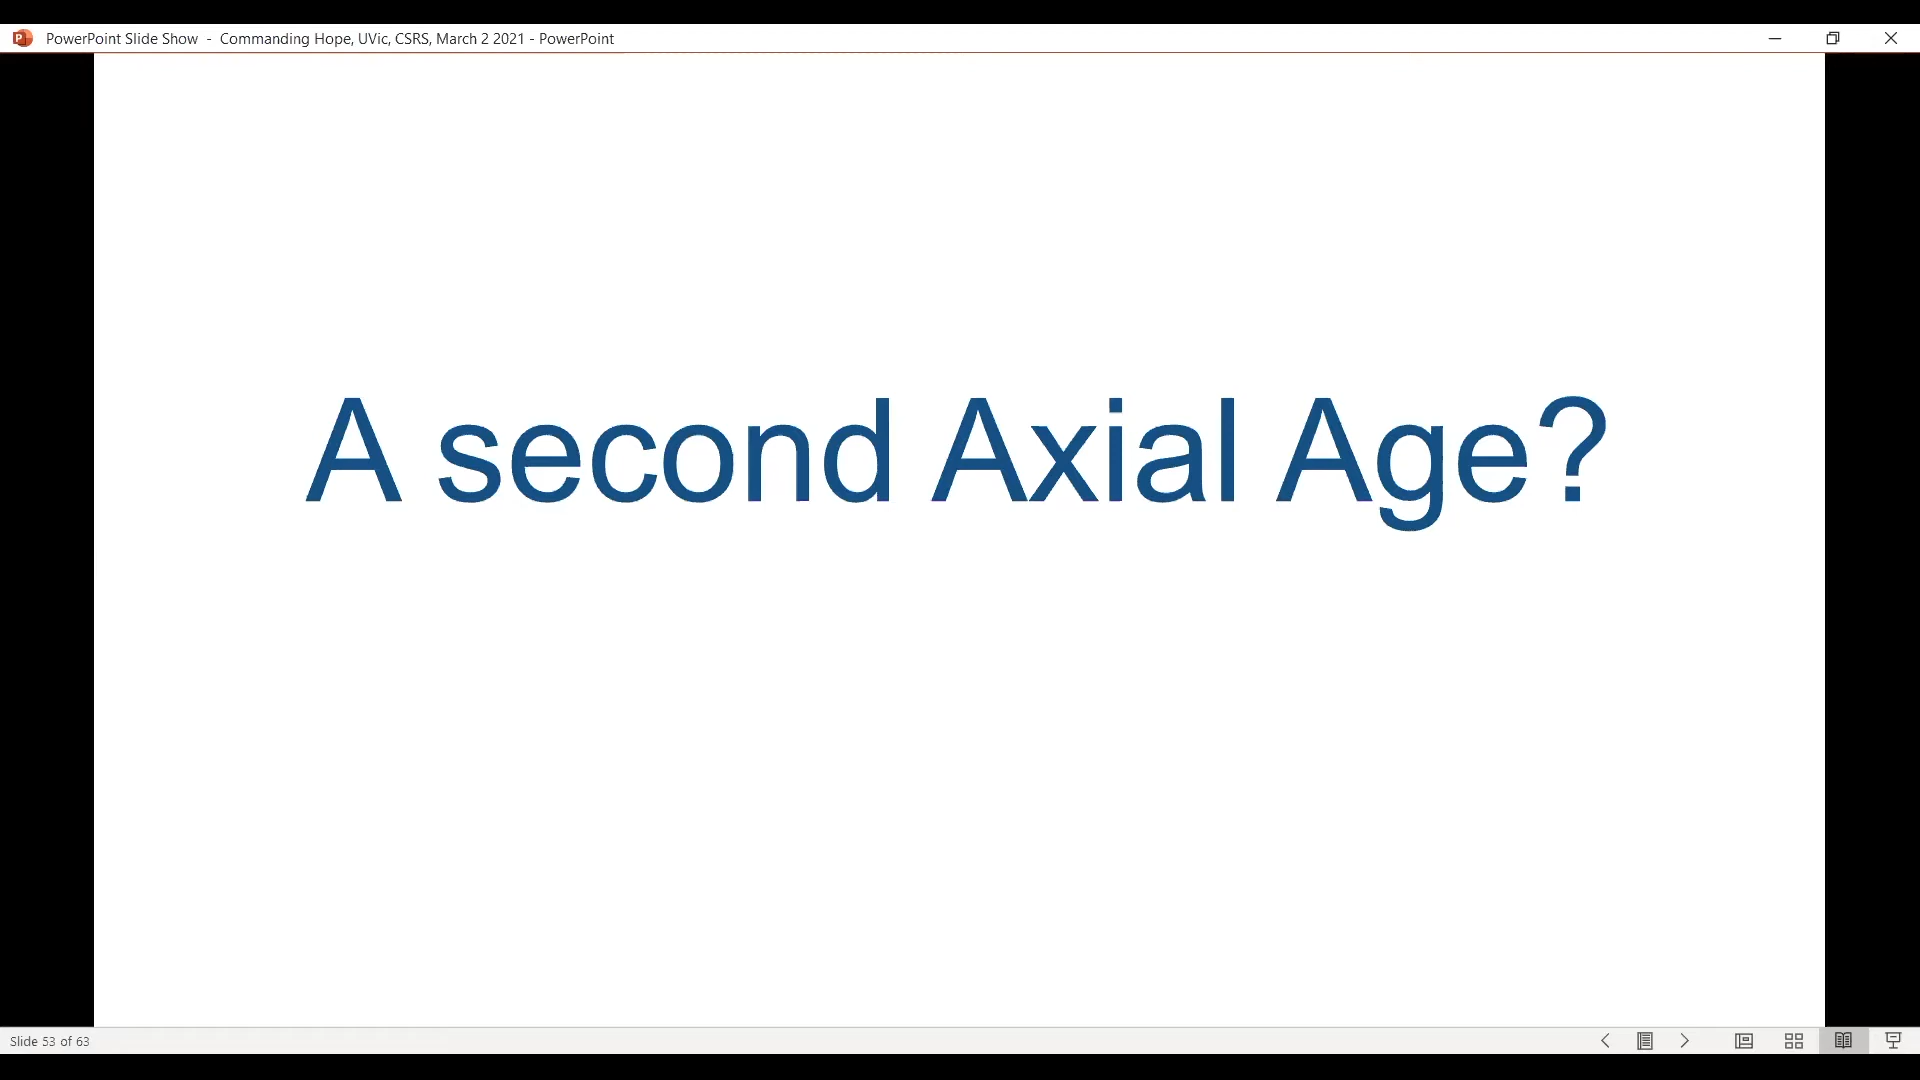 PowerPoint Slide Show - Commanding Hope, UVic, CSRS, March 2 2021 - PowerPoint
A second Axial Age?
Slide 53 of 63